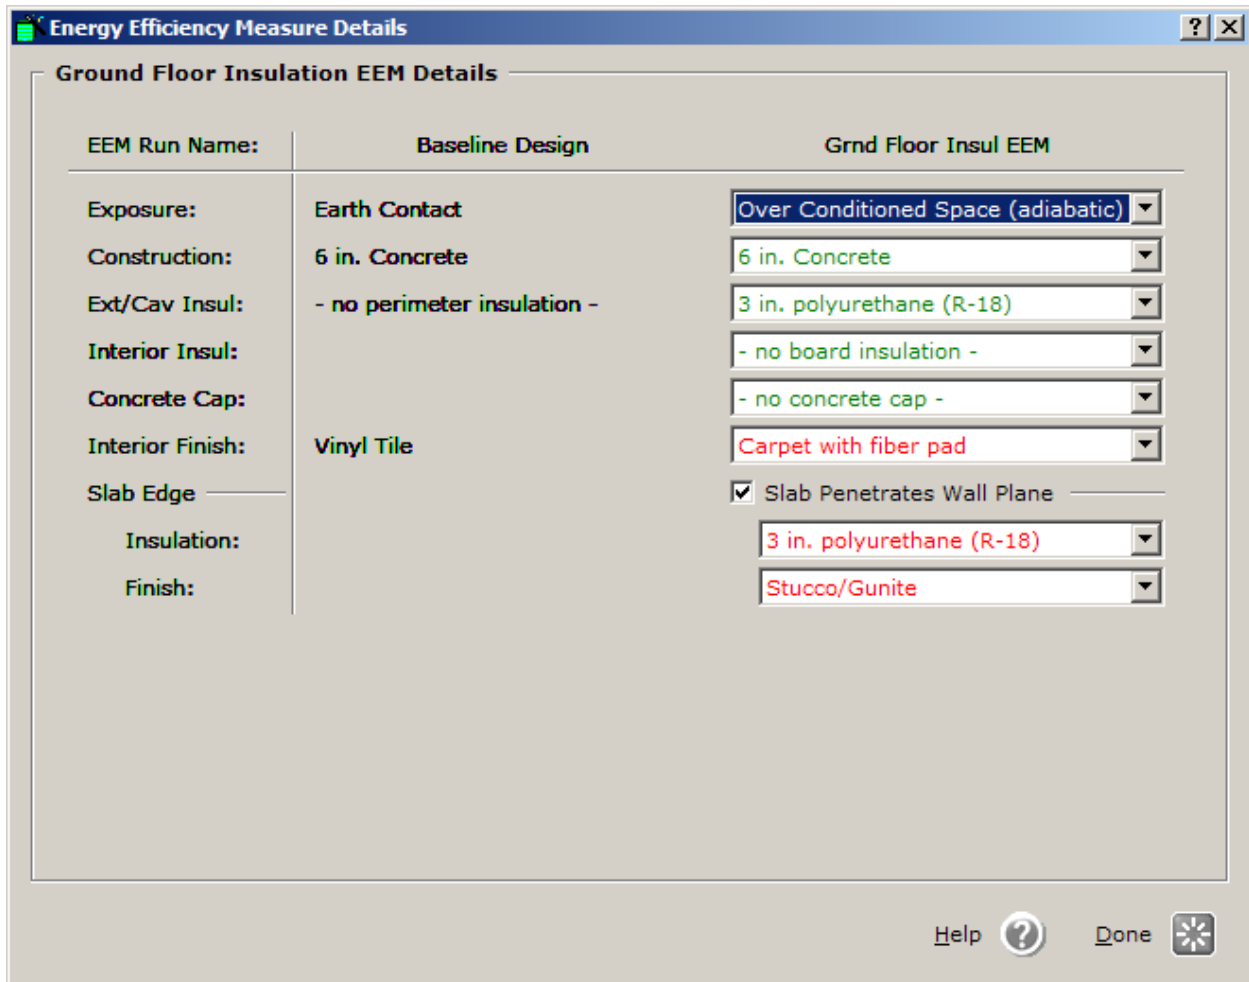 Energy Efficiency Measure Details
Ground Floor Insulation EEM Details
EEM Run Name: Baseline Design Grnd Floor Insul EEM
Exposure: Earth Contact Over Conditioned Space (adiabatic)
Construction: 6 in. Concrete 6 in. Concrete
Ext/Cav Insul: - no perimeter insulation - 3 in. polyurethane (R-18)
Interior Insul: - no board insulation -
Concrete Cap: - no concrete cap -
Interior Finish: Vinyl Tile Carpet with fiber pad
Slab Edge Slab Penetrates Wall Plane
Insulation: 3 in. polyurethane (R-18)
Finish: Stucco/Gunite
Help ? Done